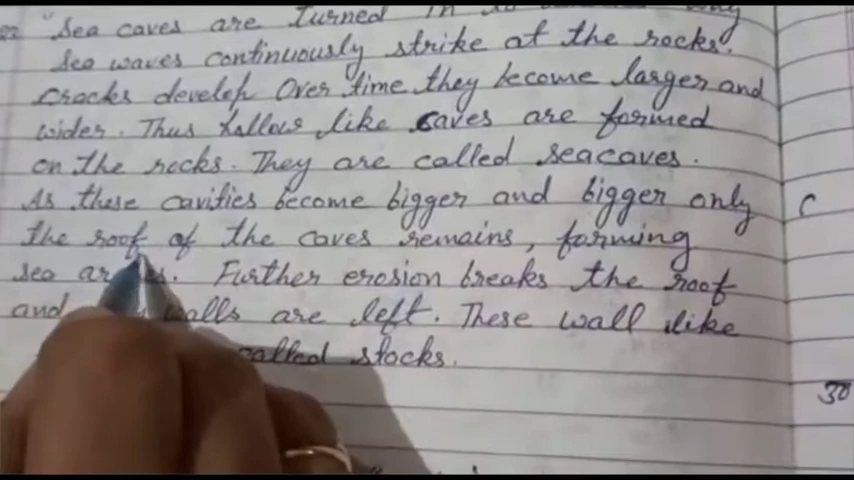 "Sea caves are turned in
Sea waves continuously strike at the rocks.
cracks develop Over time they become larger and
wider. Thus hollow like caves are formed
on the rocks. They are called seacaves.
As these cavities become bigger and bigger only C
the roof of the caves remains, forming
sea Further erosion breaks the roof
and walls are left. These wall like
called stocks.
30